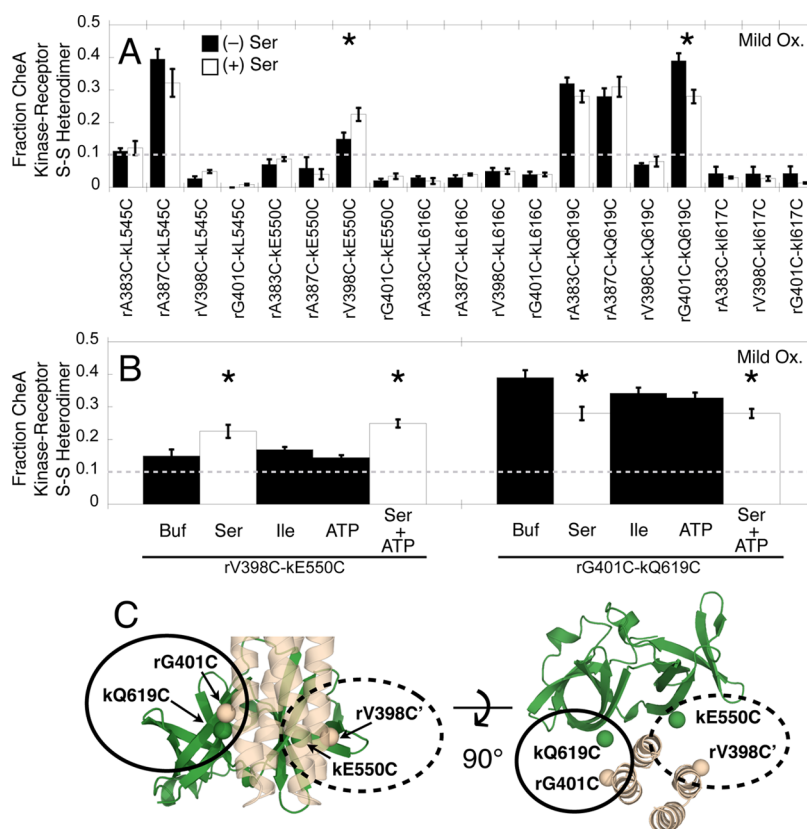 A
(–) Ser
(+) Ser
*
*
Mild Ox.
Fraction CheA
Kinase-Receptor
S-S Heterodimer
0.5
0.4
0.3
0.2
0.1
0
rA383C-kL545C
rA387C-kL545C
rV398C-kL545C
rG401C-kL545C
rA383C-kE550C
rA387C-kE550C
rV398C-kE550C
rG401C-kE550C
rA383C-kL616C
rA387C-kL616C
rV398C-kL616C
rG401C-kL616C
rA383C-kQ619C
rA387C-kQ619C
rV398C-kQ619C
rG401C-kQ619C
rA383C-kI617C
rV398C-kI617C
rG401C-kI617C
B
Mild Ox.
*
*
*
*
Fraction CheA
Kinase-Receptor
S-S Heterodimer
0.5
0.4
0.3
0.2
0.1
0
Buf
Ser
Ile
ATP
Ser
+
ATP
Buf
Ser
Ile
ATP
Ser
+
ATP
rV398C-kE550C
rG401C-kQ619C
C
rG401C
kQ619C
rV398C'
kE550C
90°
kQ619C
rG401C
kE550C
rV398C'